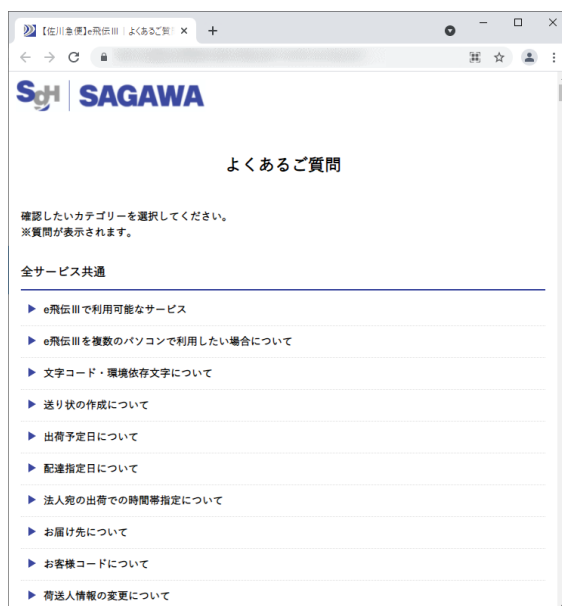 【佐川急便】e飛伝Ⅲ｜よくあるご質
SgH SAGAWA
よくあるご質問
確認したいカテゴリーを選択してください。
※質問が表示されます。
全サービス共通
e飛伝Ⅲで利用可能なサービス
e飛伝Ⅲを複数のパソコンで利用したい場合について
文字コード・環境依存文字について
送り状の作成について
出荷予定日について
配達指定日について
法人宛の出荷での時間帯指定について
お届け先について
お客様コードについて
荷送人情報の変更について